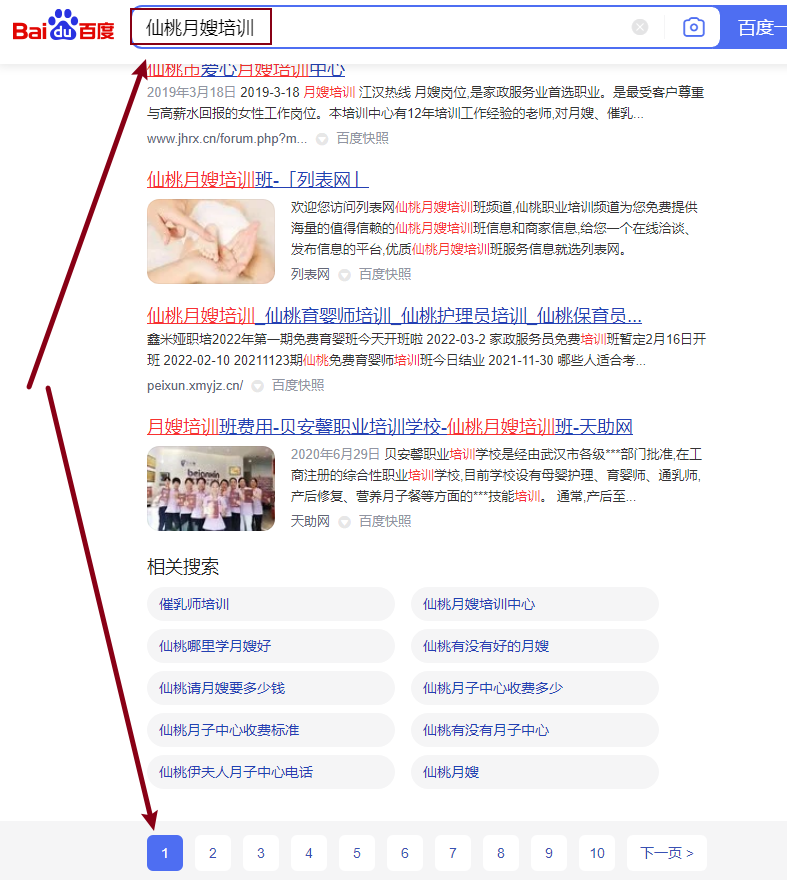 Bai du 百度 仙桃月嫂培训 百度一
仙桃市爱心月嫂培训中心
2019年3月18日 2019-3-18 月嫂培训 江汉热线 月嫂岗位,是家政服务业首选职业。是最受客户尊重
与高薪水回报的女性工作岗位。本培训中心有12年培训工作经验的老师,对月嫂、催乳...
www.jhrx.cn/forum.php?m... 百度快照
仙桃月嫂培训班-「列表网」
欢迎您访问列表网仙桃月嫂培训班频道,仙桃职业培训频道为您免费提供
海量的值得信赖的仙桃月嫂培训班信息和商家信息,给您一个在线洽谈、
发布信息的平台,优质仙桃月嫂培训班服务信息就选列表网。
列表网 百度快照
仙桃月嫂培训_仙桃育婴师培训_仙桃护理员培训_仙桃保育员...
鑫米娅职培2022年第一期免费育婴班今天开班啦 2022-03-2 家政服务员免费培训班暂定2月16日开
班 2022-02-10 20211123期仙桃免费育婴师培训班今日结业 2021-11-30 哪些人适合考...
peixun.xmyjz.cn/ 百度快照
月嫂培训班费用-贝安馨职业培训学校-仙桃月嫂培训班-天助网
2020年6月29日 贝安馨职业培训学校是经由武汉市各级***部门批准,在工
商注册的综合性职业培训学校,目前学校设有母婴护理、育婴师、通乳师,
产后修复、营养月子餐等方面的***技能培训。 通常,产后至...
天助网 百度快照
相关搜索
催乳师培训 仙桃月嫂培训中心
仙桃哪里学月嫂好 仙桃有没有好的月嫂
仙桃请月嫂要多少钱 仙桃月子中心收费多少
仙桃月子中心收费标准 仙桃有没有月子中心
仙桃伊夫人月子中心电话 仙桃月嫂
1 2 3 4 5 6 7 8 9 10 下一页 >